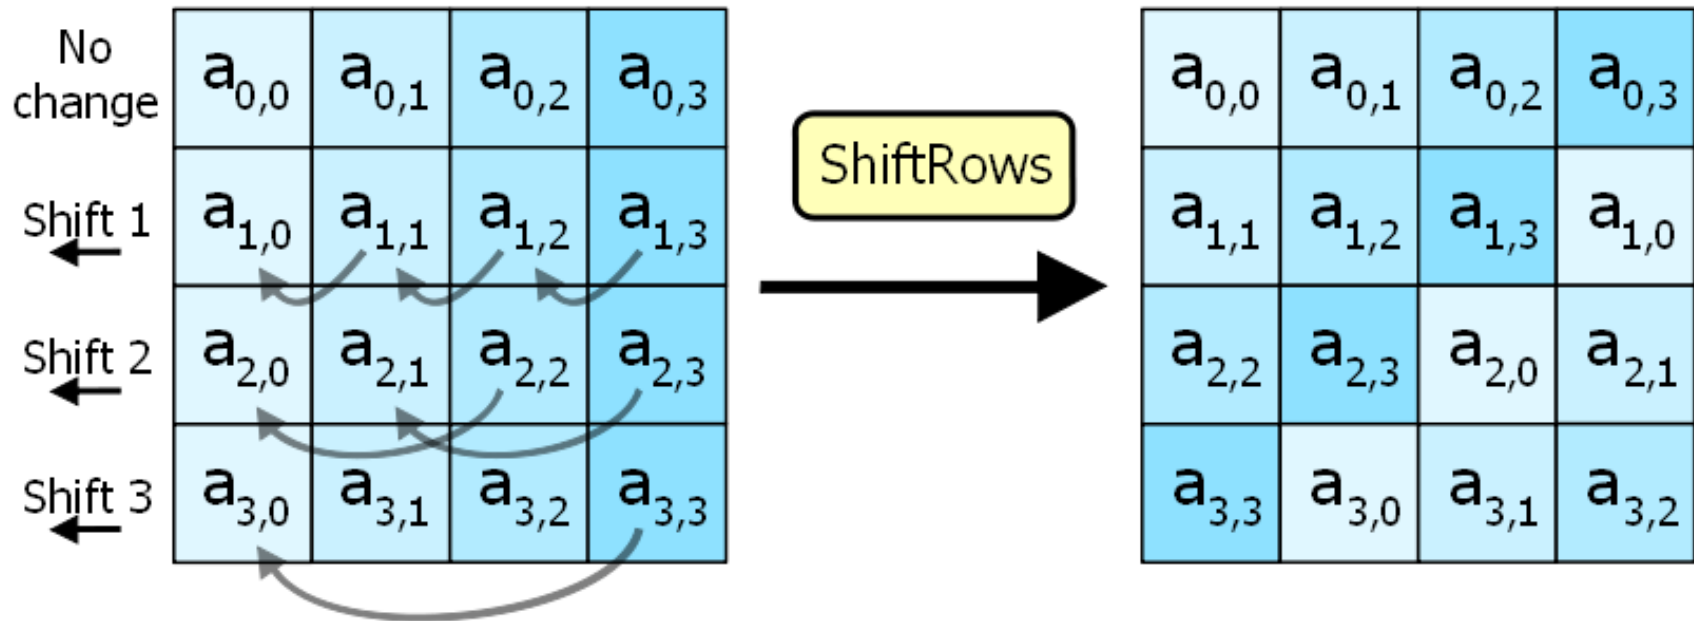 No
change
a0,0 a0,1 a0,2 a0,3
Shift 1
a1,0 a1,1 a1,2 a1,3
Shift 2
a2,0 a2,1 a2,2 a2,3
Shift 3
a3,0 a3,1 a3,2 a3,3
ShiftRows
a0,0 a0,1 a0,2 a0,3
a1,1 a1,2 a1,3 a1,0
a2,2 a2,3 a2,0 a2,1
a3,3 a3,0 a3,1 a3,2